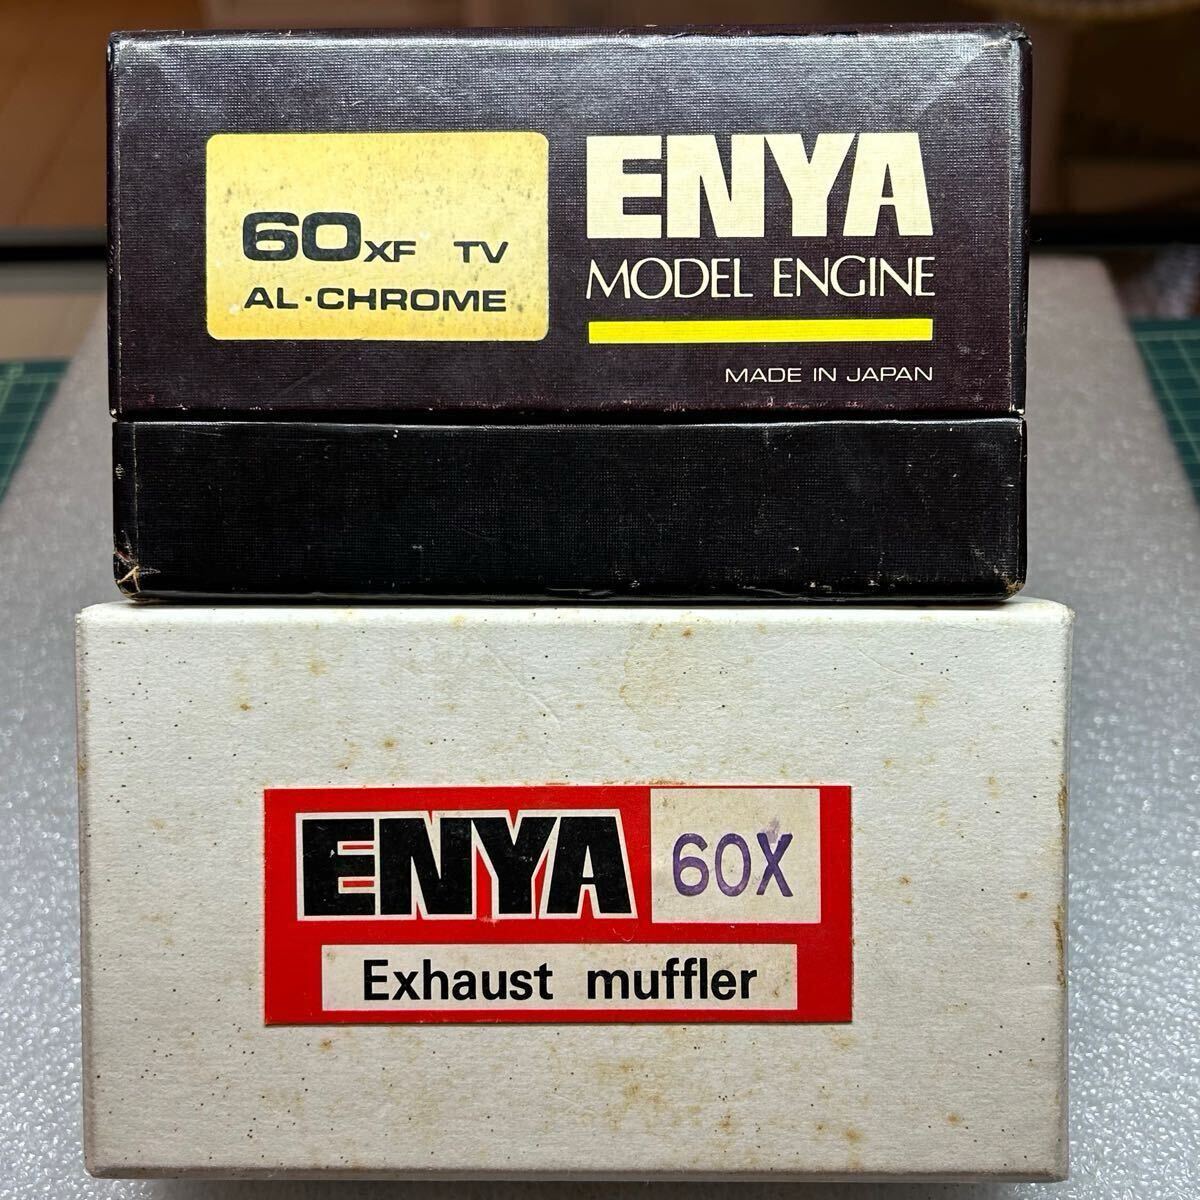 60XF TV
AL·CHROME
ENYA
MODEL ENGINE
MADE IN JAPAN
ENYA
60X
Exhaust muffler